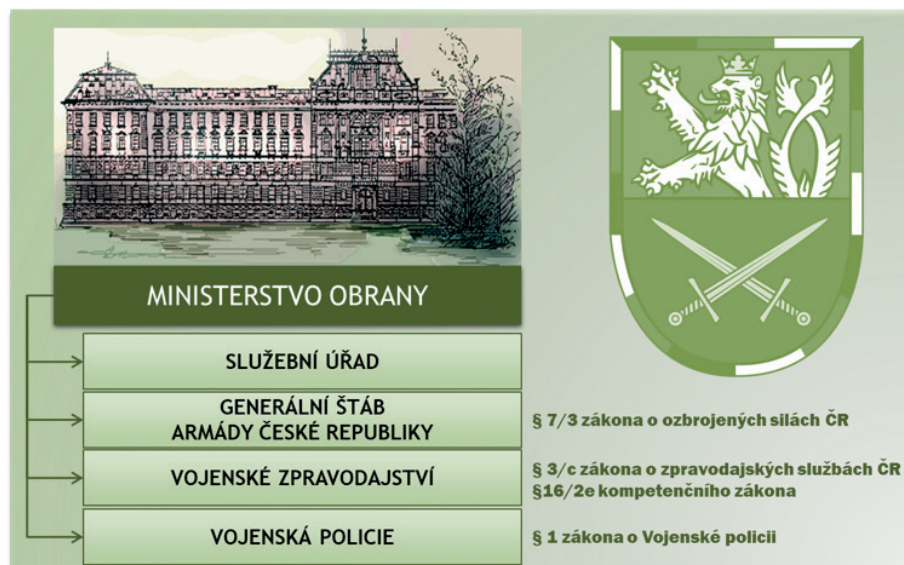 MINISTERSTVO OBRANY
SLUŽEBNÍ ÚŘAD
GENERÁLNÍ ŠTÁB
ARMÁDY ČESKÉ REPUBLIKY
§ 7/3 zákona o ozbrojených silách ČR
VOJENSKÉ ZPRAVODAJSTVÍ
§ 3/c zákona o zpravodajských službách ČR
§16/2e kompetenčního zákona
VOJENSKÁ POLICIE
§ 1 zákona o Vojenské policii